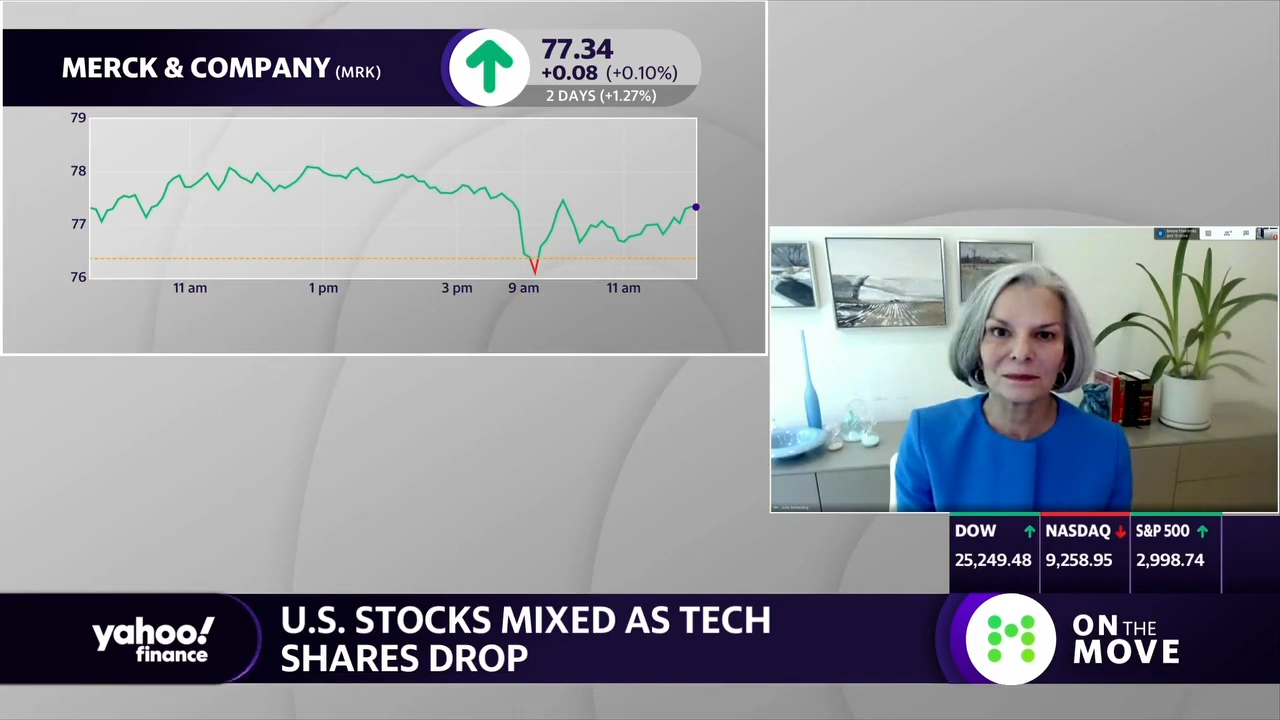 MERCK & COMPANY (MRK)
77.34
+0.08 (+0.10%)
2 DAYS (+1.27%)
79
78
77
76
11 am 1 pm 3 pm 9 am 11 am
DOW NASDAQ S&P 500
25,249.48 9,258.95 2,998.74
yahoo!
finance
U.S. STOCKS MIXED AS TECH
SHARES DROP
ON THE
MOVE